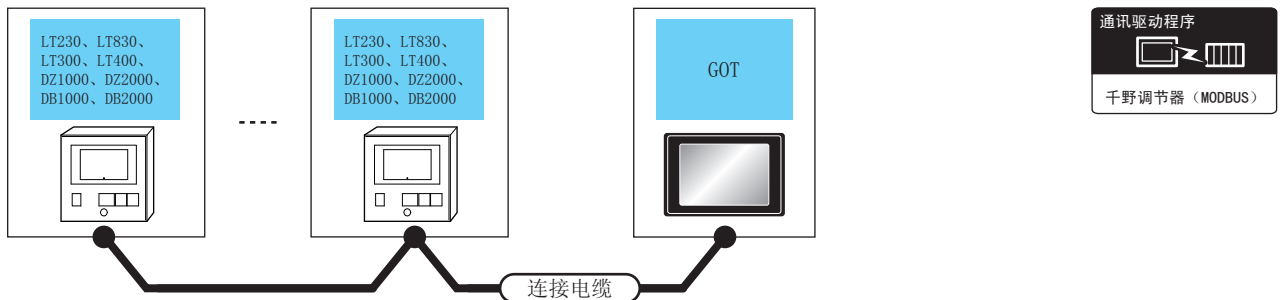 LT230、LT830、
LT300、LT400、
DZ1000、DZ2000、
DB1000、DB2000
LT230、LT830、
LT300、LT400、
DZ1000、DZ2000、
DB1000、DB2000
GOT
连接电缆
通讯驱动程序
千野调节器（MODBUS）